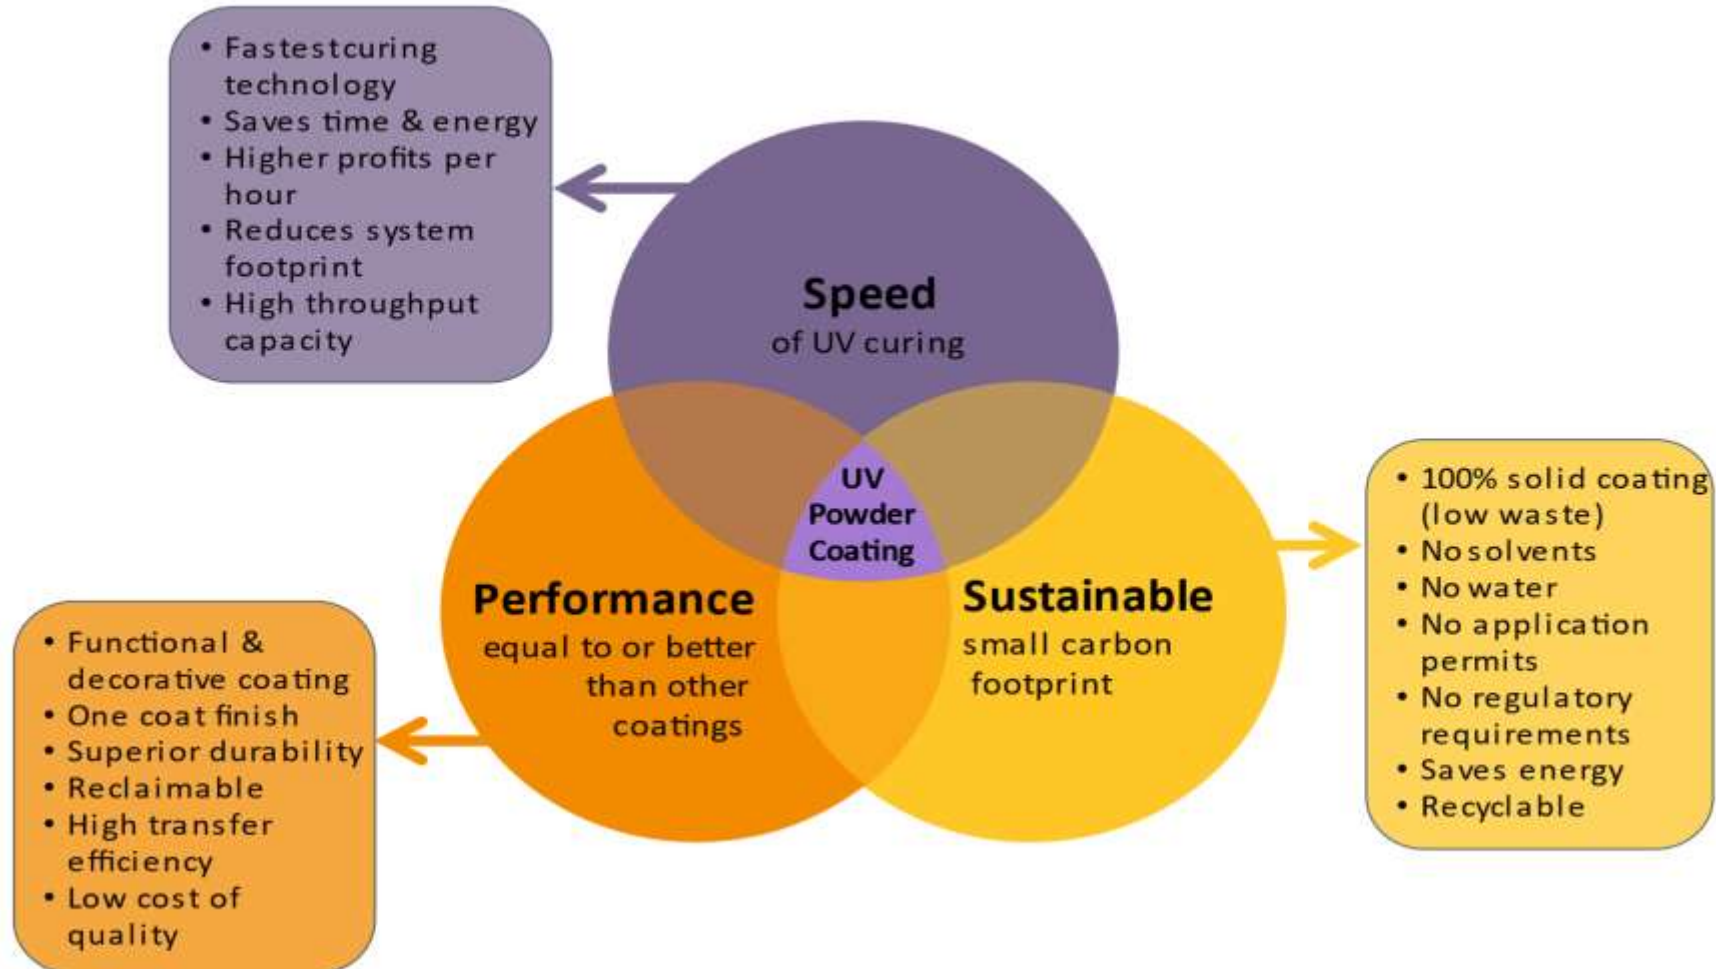 • Fastestcuring
technology
• Saves time & energy
• Higher profits per
hour
• Reduces system
footprint
• High throughput
capacity
Speed
of UV curing
UV
Powder
Coating
Performance
equal to or better
than other
coatings
Sustainable
small carbon
footprint
• 100% solid coating
(low waste)
• No solvents
• No water
• No application
permits
• No regulatory
requirements
• Saves energy
• Recyclable
• Functional &
decorative coating
• One coat finish
• Superior durability
• Reclaimable
• High transfer
efficiency
• Low cost of
quality